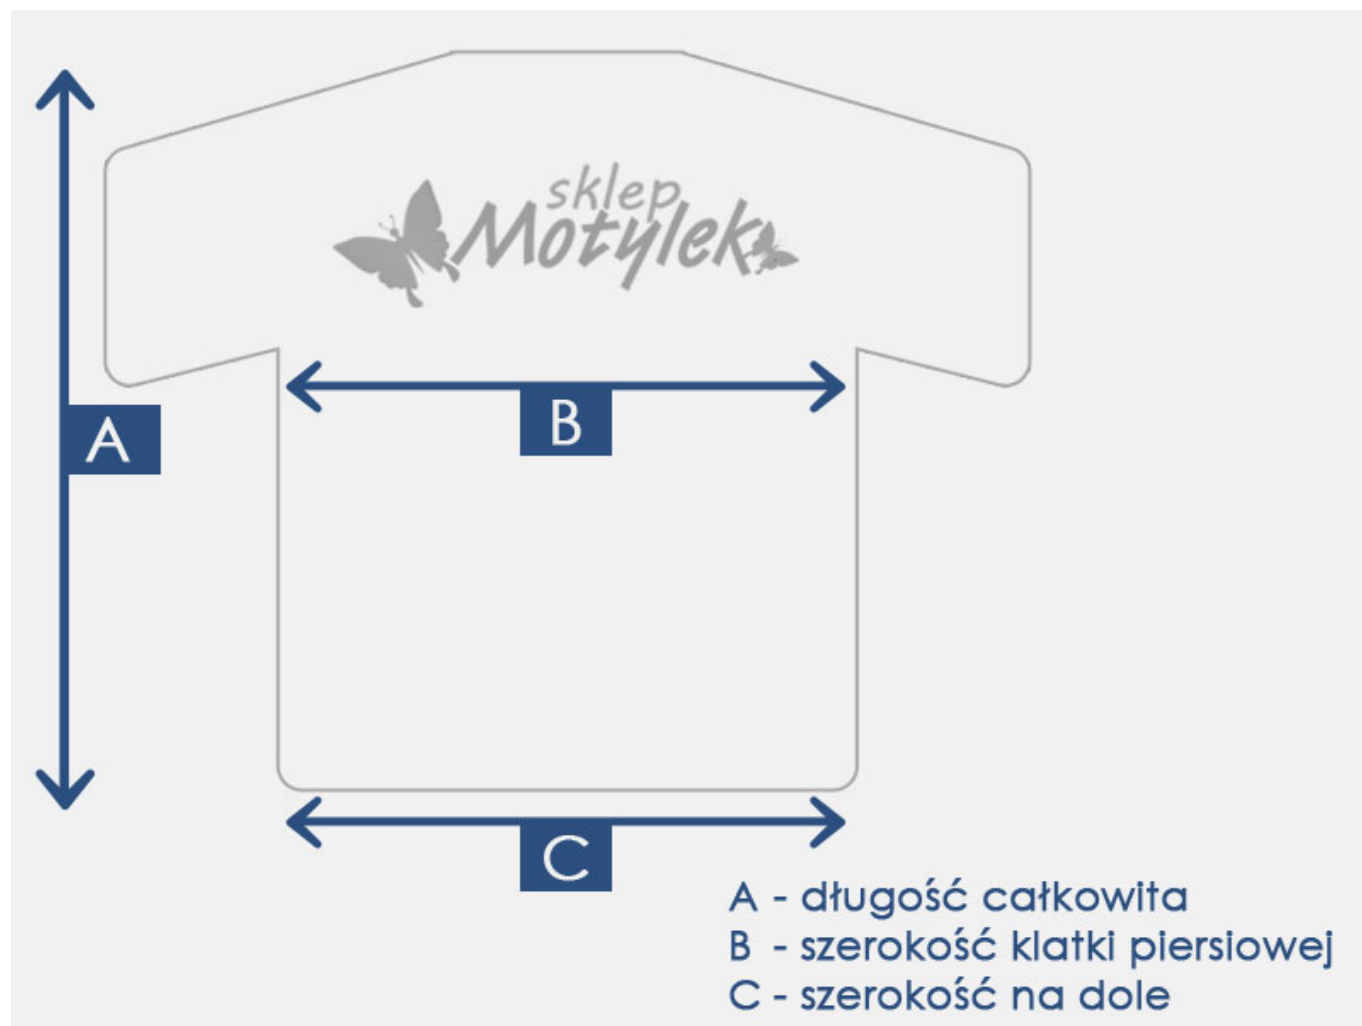 sklep
Motylek
A
B
C
A - długość całkowita
B - szerokość klatki piersiowej
C - szerokość na dole